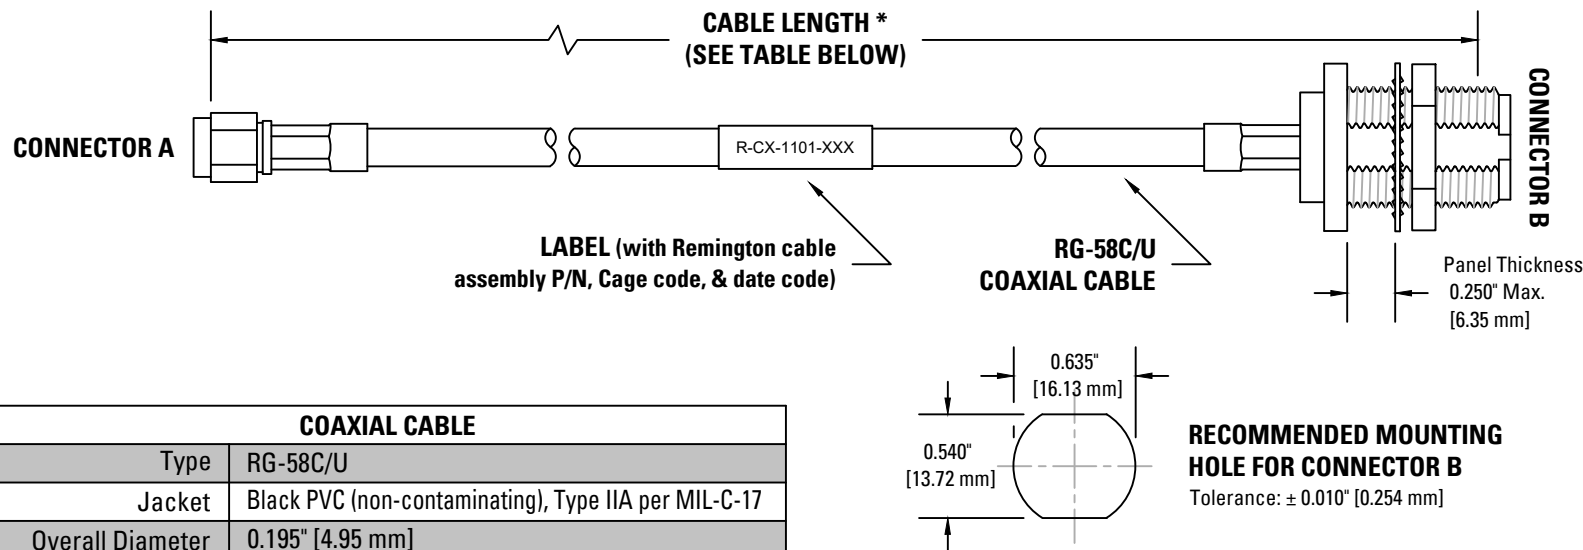 CABLE LENGTH *
(SEE TABLE BELOW)
CONNECTOR A
R-CX-1101-XXX
CONNECTOR B
LABEL (with Remington cable
assembly P/N, Cage code, & date code)
RG-58C/U
COAXIAL CABLE
Panel Thickness
0.250" Max.
[6.35 mm]
0.635"
[16.13 mm]
0.540"
[13.72 mm]
RECOMMENDED MOUNTING
HOLE FOR CONNECTOR B
Tolerance: ± 0.010" [0.254 mm]
COAXIAL CABLE
Type RG-58C/U
Jacket Black PVC (non-contaminating), Type IIA per MIL-C-17
Overall Diameter 0.195" [4.95 mm]